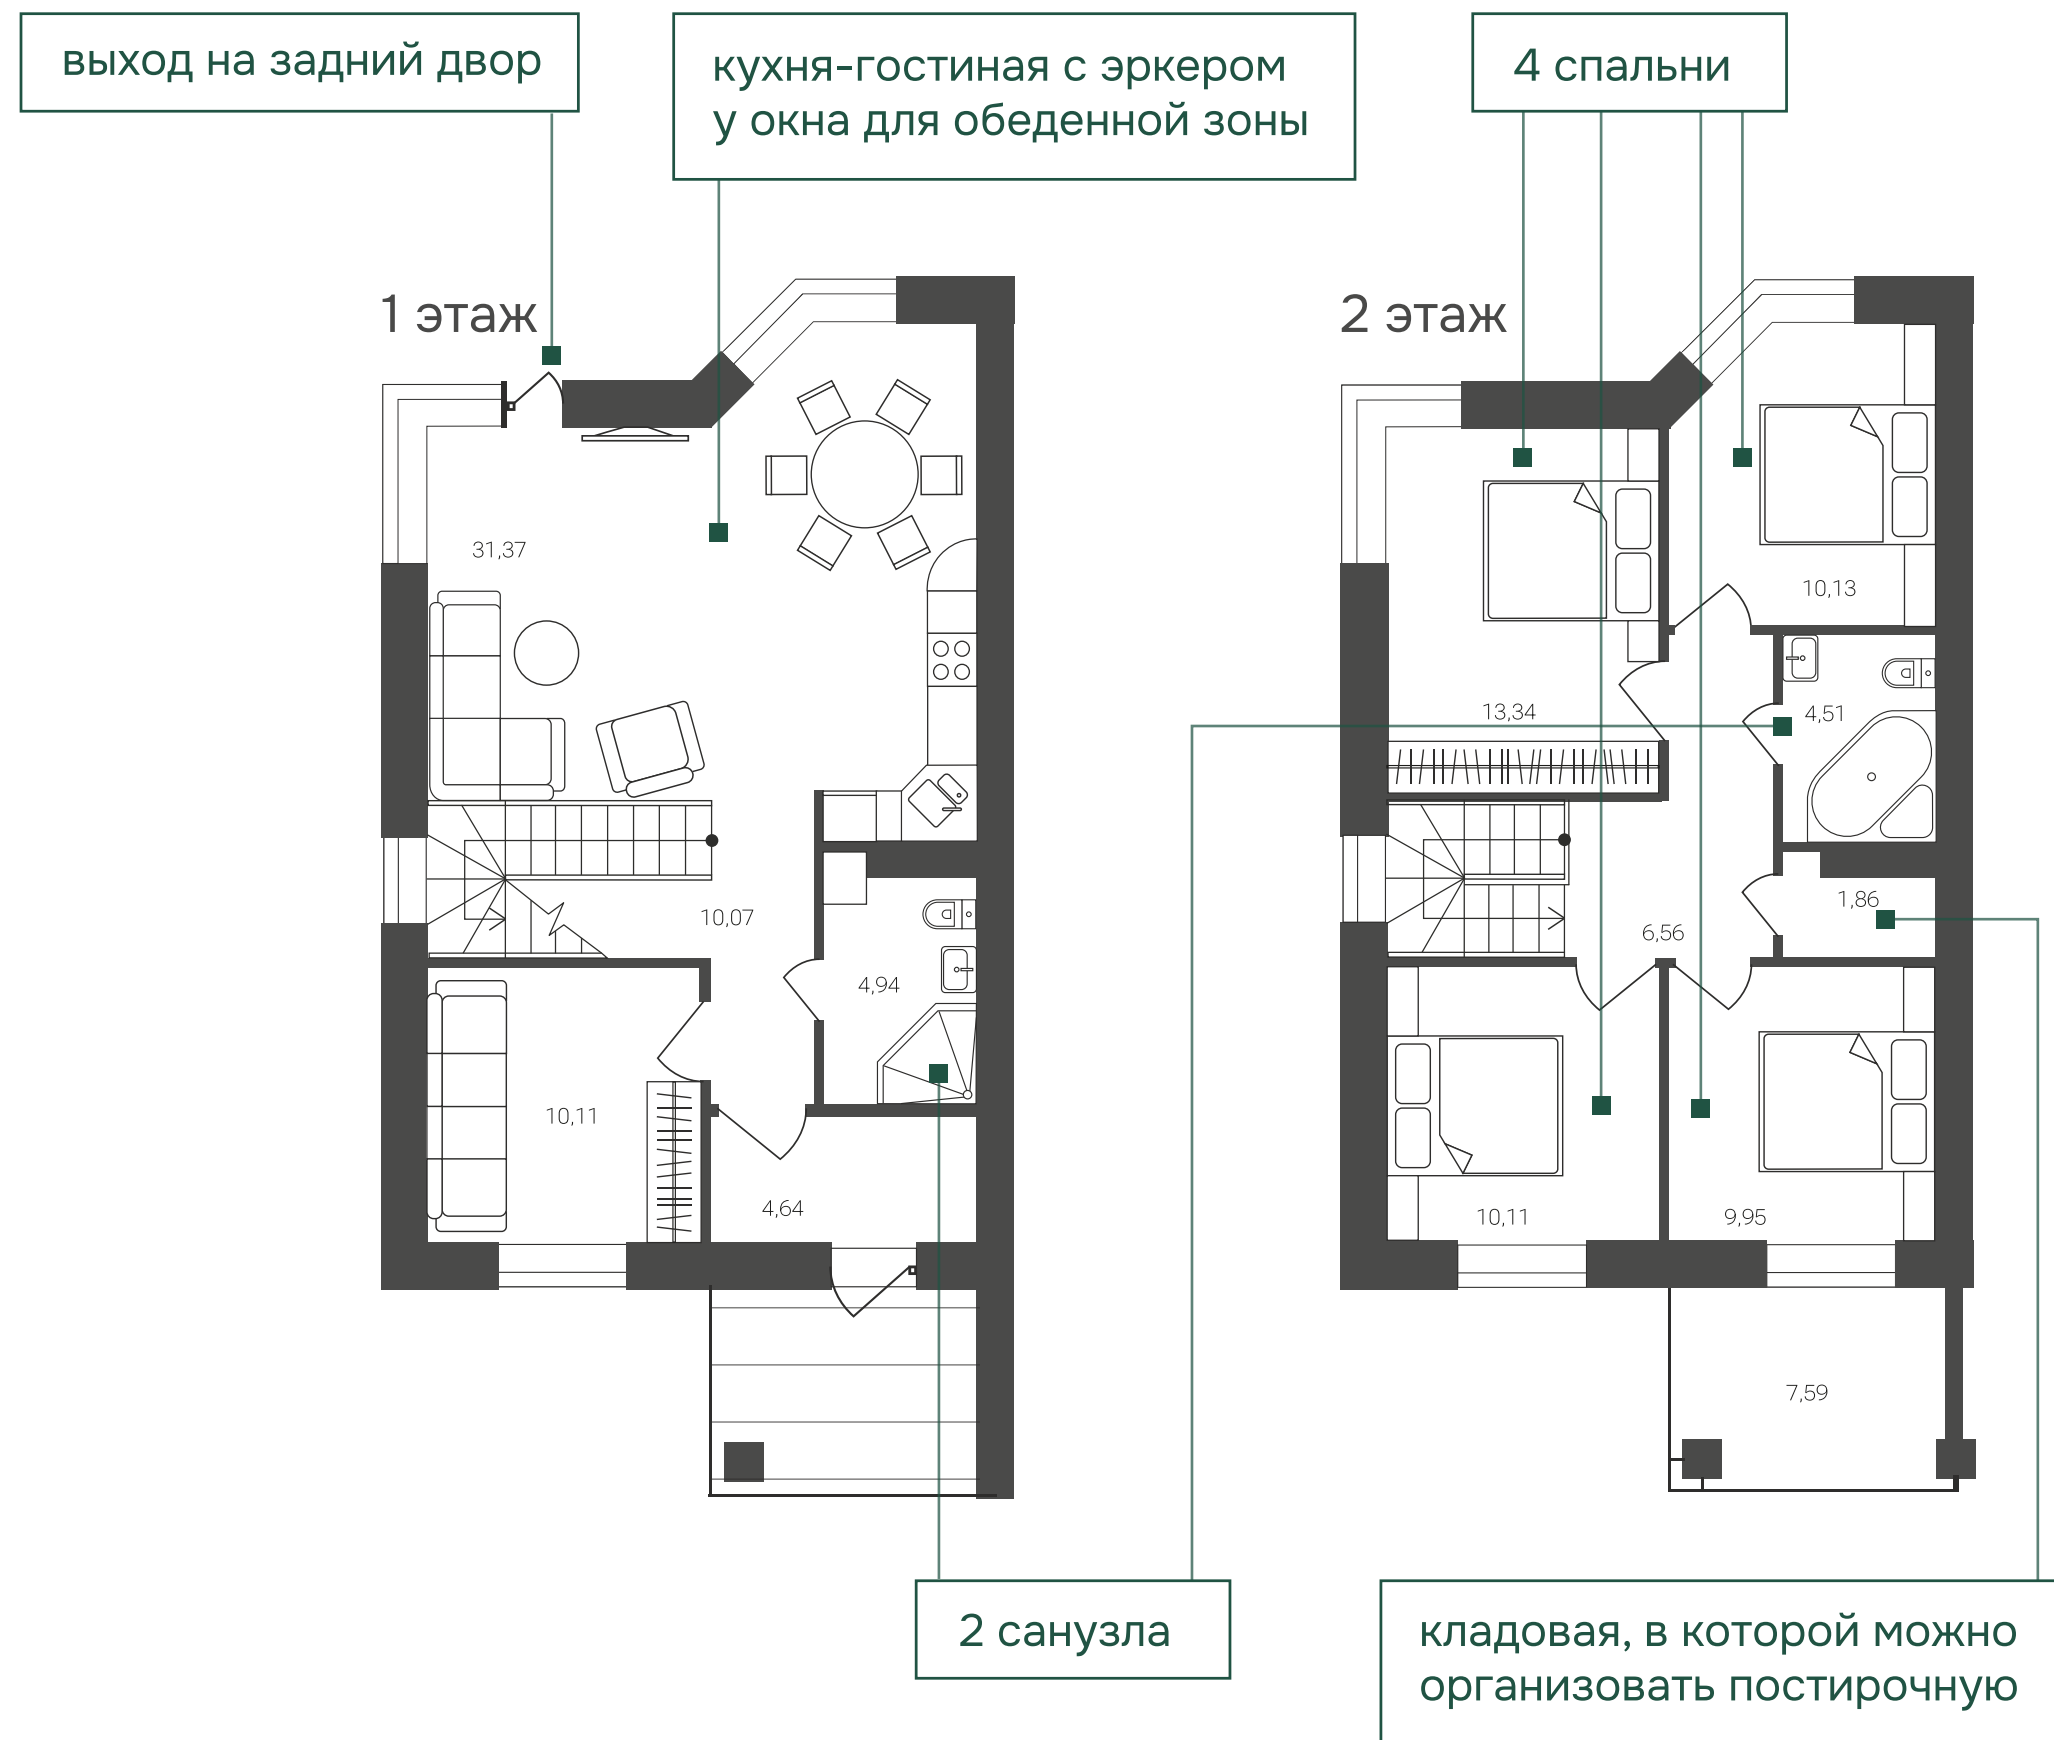 выход на задний двор
кухня-гостиная с эркером
у окна для обеденной зоны
4 спальни
1 этаж
2 этаж
31,37
10,07
4,94
10,11
4,64
10,13
13,34
4,51
1,86
6,56
10,11
9,95
7,59
2 санузла
кладовая, в которой можно
организовать постирочную